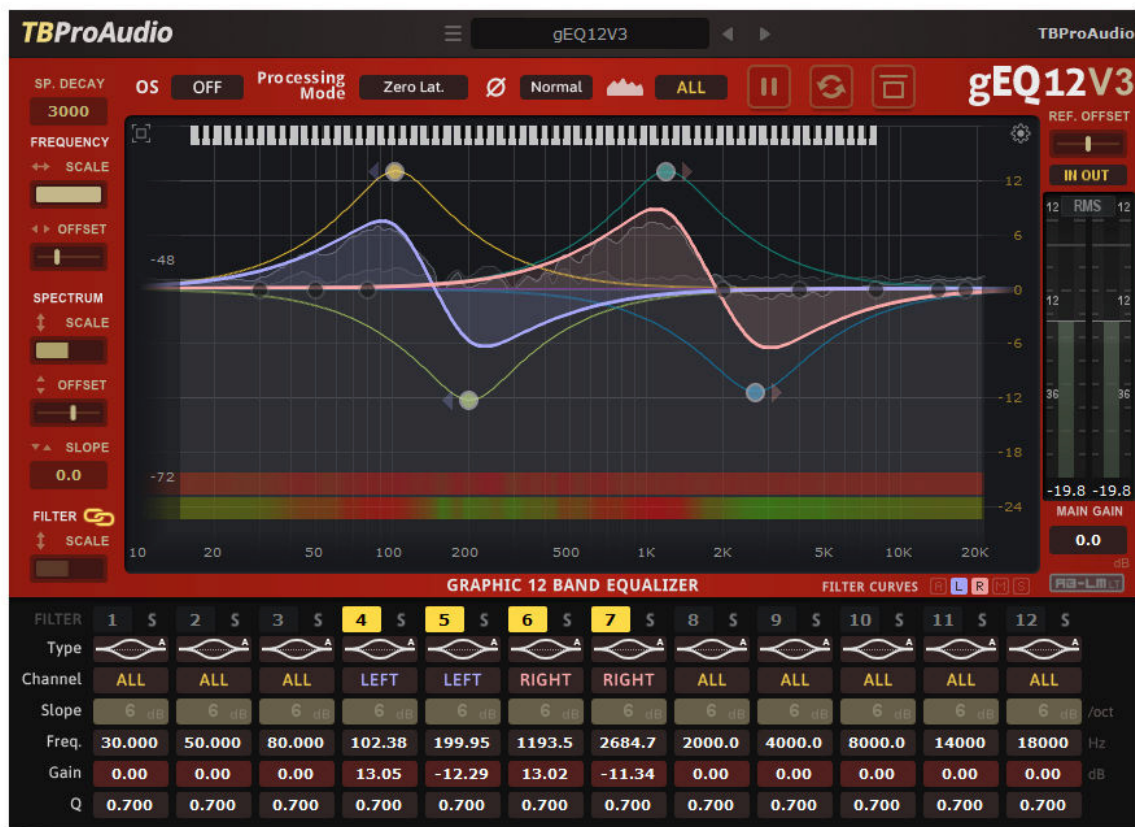 TBProAudio gEQ12V3 TBProAudio
SP. DECAY OS OFF Processing Mode Zero Lat. Ø Normal ALL gEQ12V3
3000
REF. OFFSET
FREQUENCY
SCALE
IN OUT
12
12 RMS 12
OFFSET
6
-48
SPECTRUM
0
12 12
SCALE
-6
OFFSET
36 36
-12
SLOPE
-18
0.0
-72
-19.8 -19.8
-24
FILTER
MAIN GAIN
SCALE
10 20 50 100 200 500 1K 2K 5K 10K 20K
0.0
dB
GRAPHIC 12 BAND EQUALIZER FILTER CURVES A L R M S AB-LM LT
FILTER 1 S 2 S 3 S 4 S 5 S 6 S 7 S 8 S 9 S 10 S 11 S 12 S
Type A A A A A A A A A A A A
Channel ALL ALL ALL LEFT LEFT RIGHT RIGHT ALL ALL ALL ALL ALL
Slope 6 dB 6 dB 6 dB 6 dB 6 dB 6 dB 6 dB 6 dB 6 dB 6 dB 6 dB 6 dB /oct
Freq. 30.000 50.000 80.000 102.38 199.95 1193.5 2684.7 2000.0 4000.0 8000.0 14000 18000 Hz
Gain 0.00 0.00 0.00 13.05 -12.29 13.02 -11.34 0.00 0.00 0.00 0.00 0.00 dB
Q 0.700 0.700 0.700 0.700 0.700 0.700 0.700 0.700 0.700 0.700 0.700 0.700